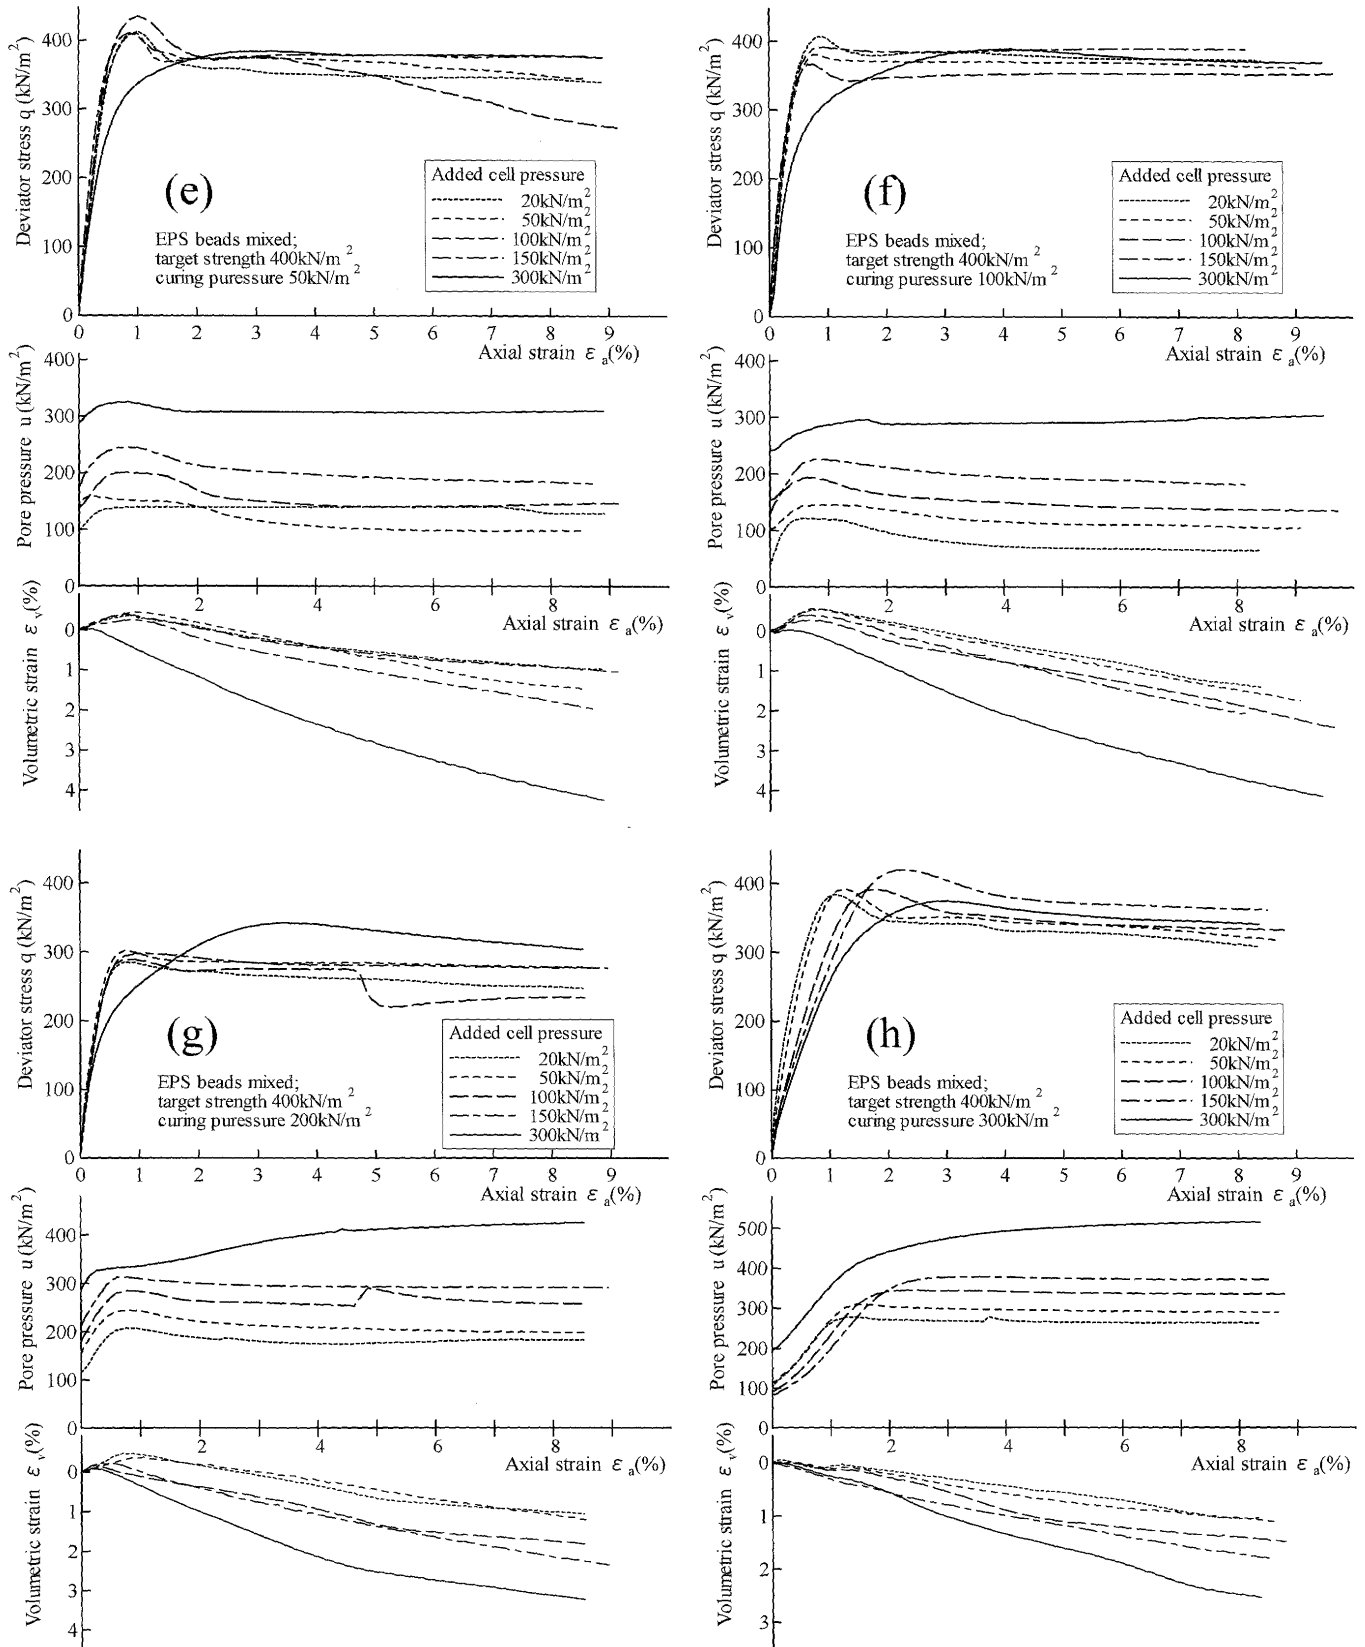 Deviator stress q (kN/m²)
400
300
200
100
0
(e)
EPS beads mixed;
target strength 400kN/m²
curing puressure 50kN/m²
Added cell pressure
20kN/m²
50kN/m²
100kN/m²
150kN/m²
300kN/m²
0 1 2 3 4 5 6 7 8 9
Axial strain ε a(%)
Pore pressure u (kN/m²)
400
300
200
100
0
2 4 6 8
Axial strain ε a(%)
Volumetric strain ε v(%)
0
1
2
3
4
Deviator stress q (kN/m²)
400
300
200
100
0
(f)
EPS beads mixed;
target strength 400kN/m²
curing puressure 100kN/m²
Added cell pressure
20kN/m²
50kN/m²
100kN/m²
150kN/m²
300kN/m²
0 1 2 3 4 5 6 7 8 9
Axial strain ε a(%)
Pore pressure u (kN/m²)
400
300
200
100
0
2 4 6 8
Axial strain ε a(%)
Volumetric strain ε v(%)
0
1
2
3
4
Deviator stress q (kN/m²)
400
300
200
100
0
(g)
EPS beads mixed;
target strength 400kN/m²
curing puressure 200kN/m²
Added cell pressure
20kN/m²
50kN/m²
100kN/m²
150kN/m²
300kN/m²
0 1 2 3 4 5 6 7 8 9
Axial strain ε a(%)
Pore pressure u (kN/m²)
400
300
200
100
0
2 4 6 8
Axial strain ε a(%)
Volumetric strain ε v(%)
0
1
2
3
4
Deviator stress q (kN/m²)
400
300
200
100
0
(h)
EPS beads mixed;
target strength 400kN/m²
curing puressure 300kN/m²
Added cell pressure
20kN/m²
50kN/m²
100kN/m²
150kN/m²
300kN/m²
0 1 2 3 4 5 6 7 8 9
Axial strain ε a(%)
Pore pressure u (kN/m²)
500
400
300
200
100
0
2 4 6 8
Axial strain ε a(%)
Volumetric strain ε v(%)
0
1
2
3